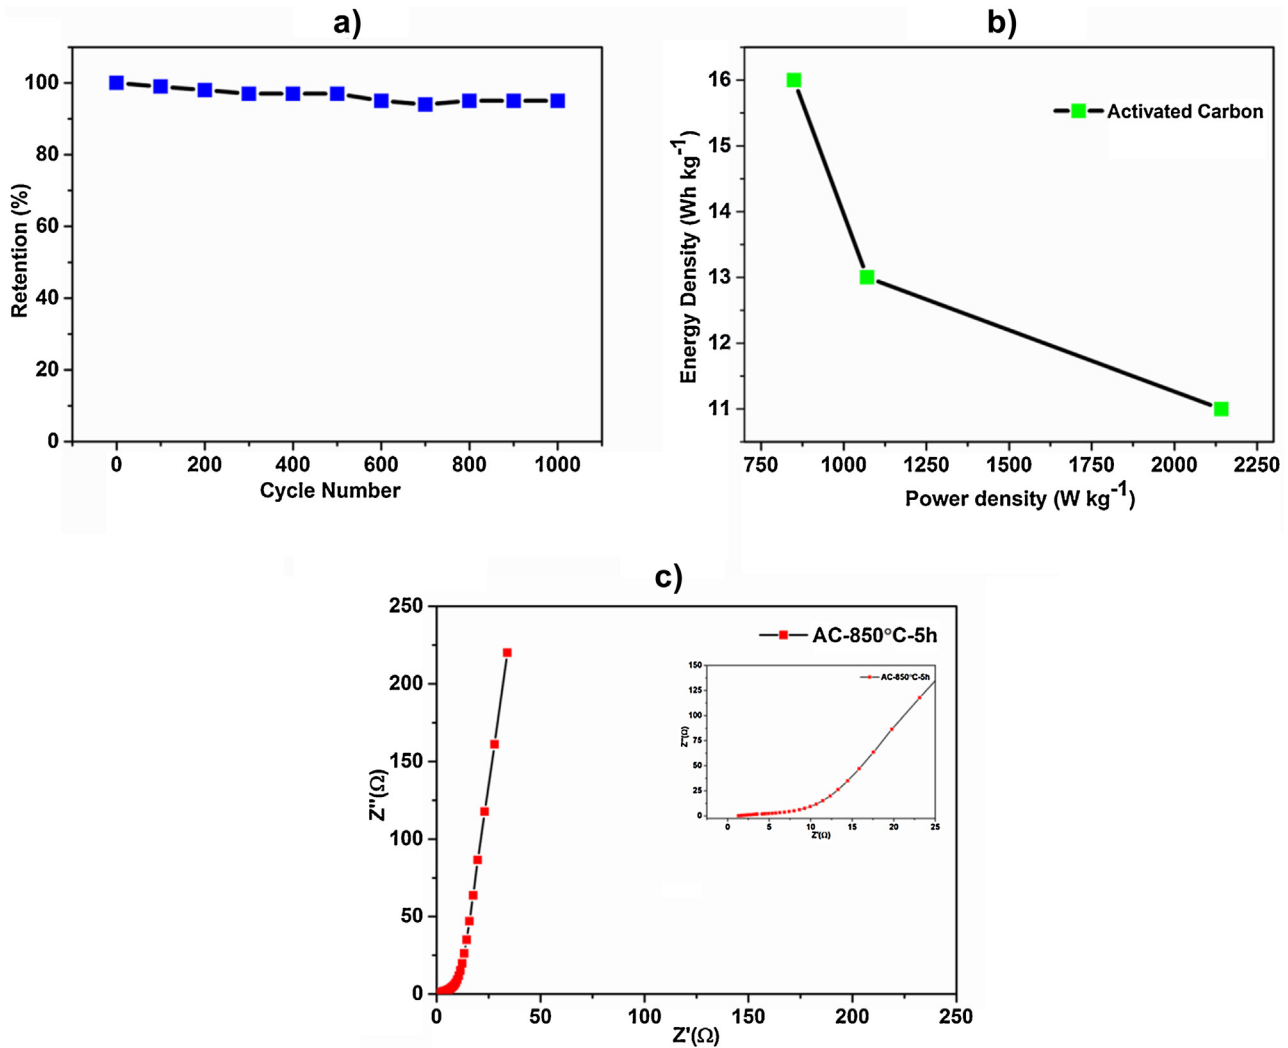 a)
100
80
60
40
20
0
Retention (%)
0 200 400 600 800 1000
Cycle Number
b)
16
15
14
13
12
11
Energy Density (Wh kg-1)
Activated Carbon
750 1000 1250 1500 1750 2000 2250
Power density (W kg-1)
c)
250
200
150
100
50
0
Z''(Ω)
AC-850°C-5h
150
125
100
75
50
25
0
Z''(Ω)
AC-850°C-5h
0 5 10 15 20 25
Z'(Ω)
0 50 100 150 200 250
Z'(Ω)